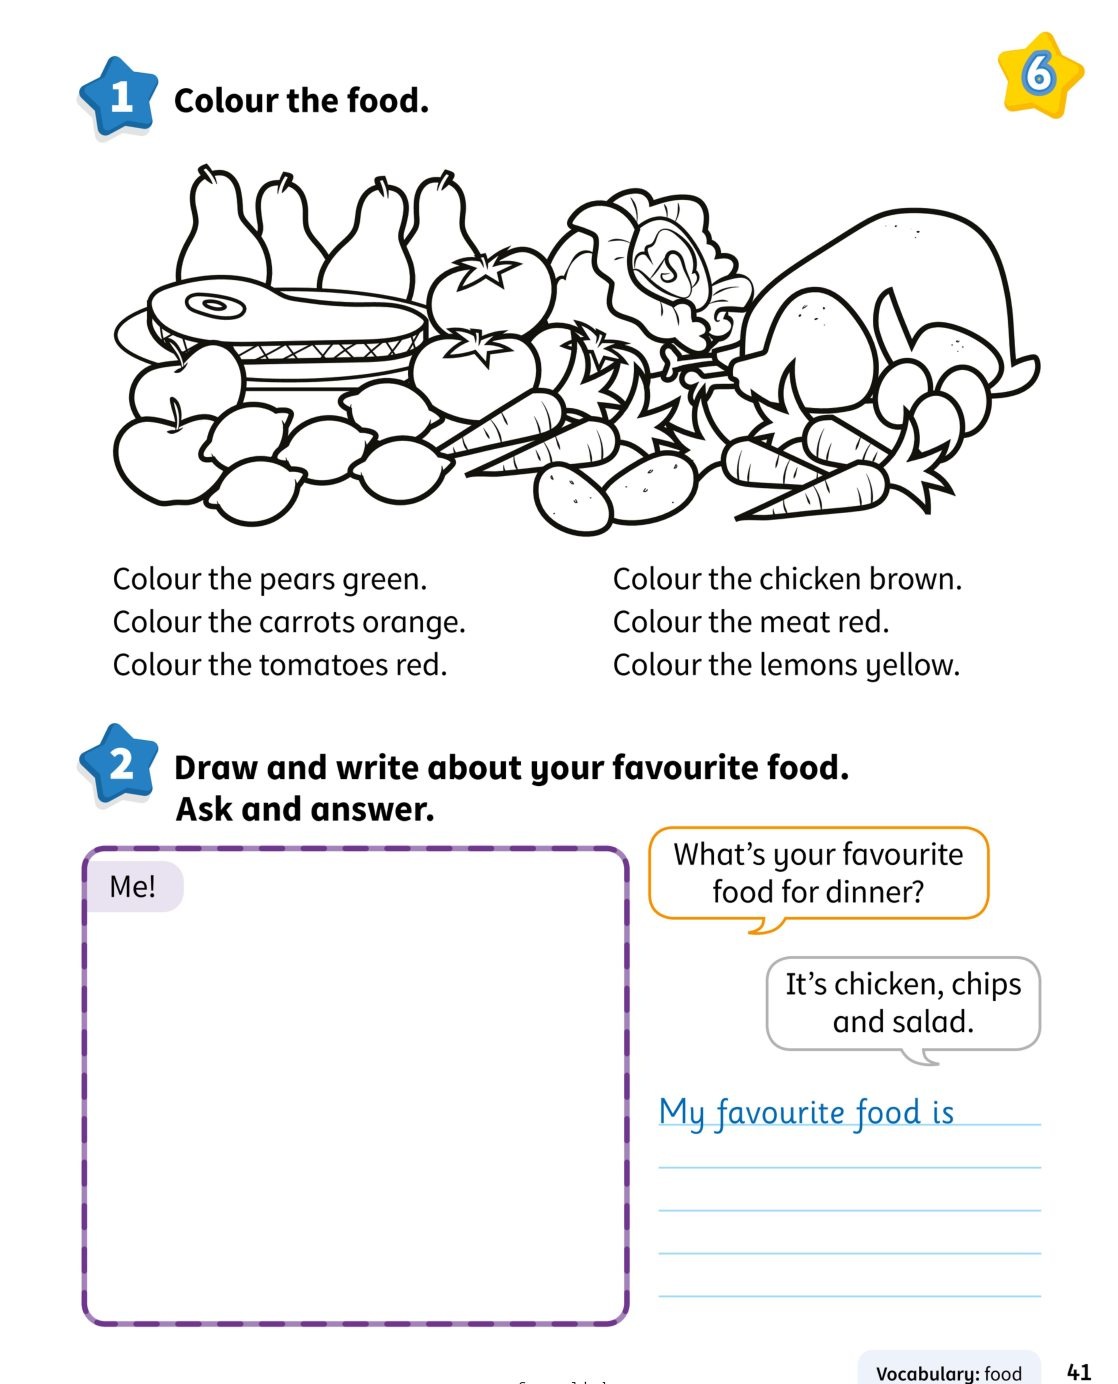 1 Colour the food.
6
Colour the pears green.
Colour the carrots orange.
Colour the tomatoes red.
Colour the chicken brown.
Colour the meat red.
Colour the lemons yellow.
2 Draw and write about your favourite food.
Ask and answer.
Me!
What's your favourite
food for dinner?
It's chicken, chips
and salad.
My favourite food is
Vocabulary: food 41